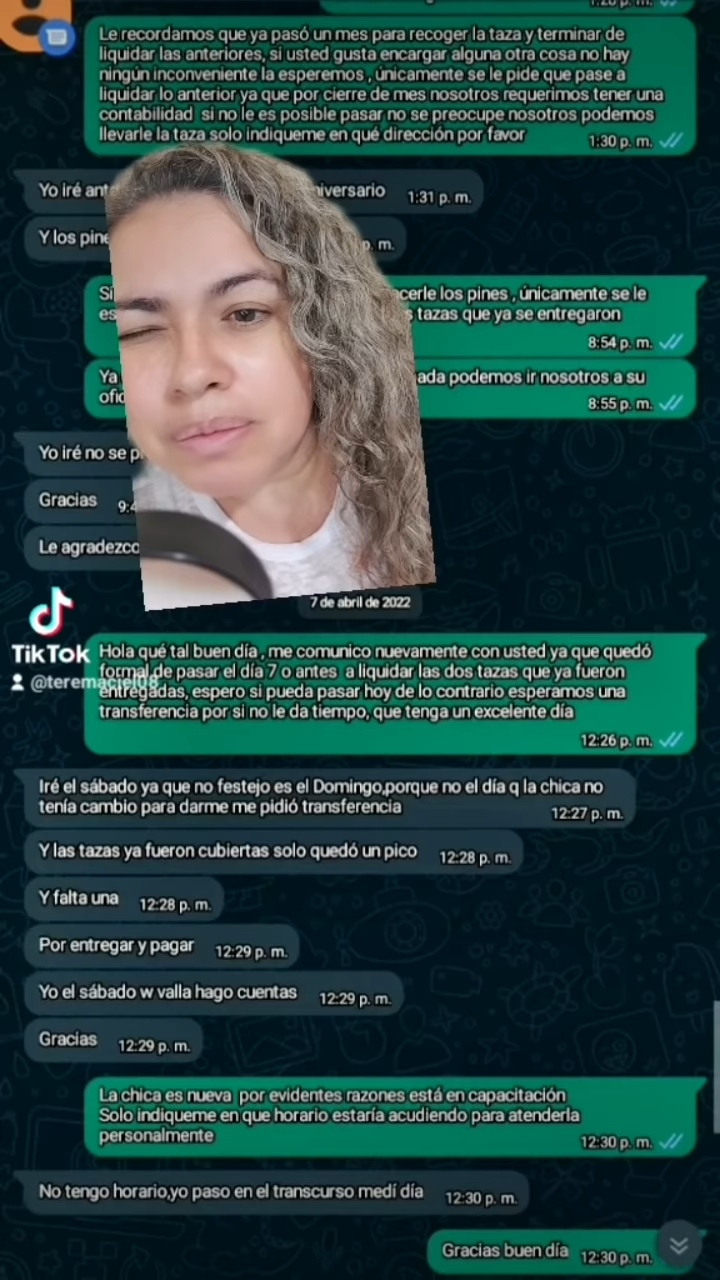 1:28 p. m.
Le recordamos que ya pasó un mes para recoger la taza y terminar de
liquidar las anteriores, si usted gusta encargar alguna otra cosa no hay
ningún inconveniente la esperemos , únicamente se le pide que pase a
liquidar lo anterior ya que por cierre de mes nosotros requerimos tener una
contabilidad si no le es posible pasar no se preocupe nosotros podemos
llevarle la taza solo indiqueme en qué dirección por favor
1:30 p. m.
Yo iré
1:31 p. m.
Y los
p. m.
los pines , únicamente se le
tazas que ya se entregaron
8:54 p. m.
Ya podemos ir nosotros a su
8:55 p. m.
Yo iré no se
Gracias
Le agradezco
7 de abril de 2022
TikTok
@teremaciel08
Hola qué tal buen día , me comunico nuevamente con usted ya que quedó
formal de pasar el día 7 o antes a liquidar las dos tazas que ya fueron
entregadas, espero si pueda pasar hoy de lo contrario esperamos una
transferencia por si no le da tiempo, que tenga un excelente día
12:26 p. m.
Iré el sábado ya que no festejo es el Domingo,porque no el día q la chica no
tenía cambio para darme me pidió transferencia
12:27 p. m.
Y las tazas ya fueron cubiertas solo quedó un pico 12:28 p. m.
Y falta una 12:28 p. m.
Por entregar y pagar 12:29 p. m.
Yo el sábado w valla hago cuentas 12:29 p. m.
Gracias 12:29 p. m.
La chica es nueva por evidentes razones está en capacitación
Solo indiqueme en que horario estaría acudiendo para atenderla
personalmente
12:30 p. m.
No tengo horario,yo paso en el transcurso medí día 12:30 p. m.
Gracias buen día 12:30 p. m.